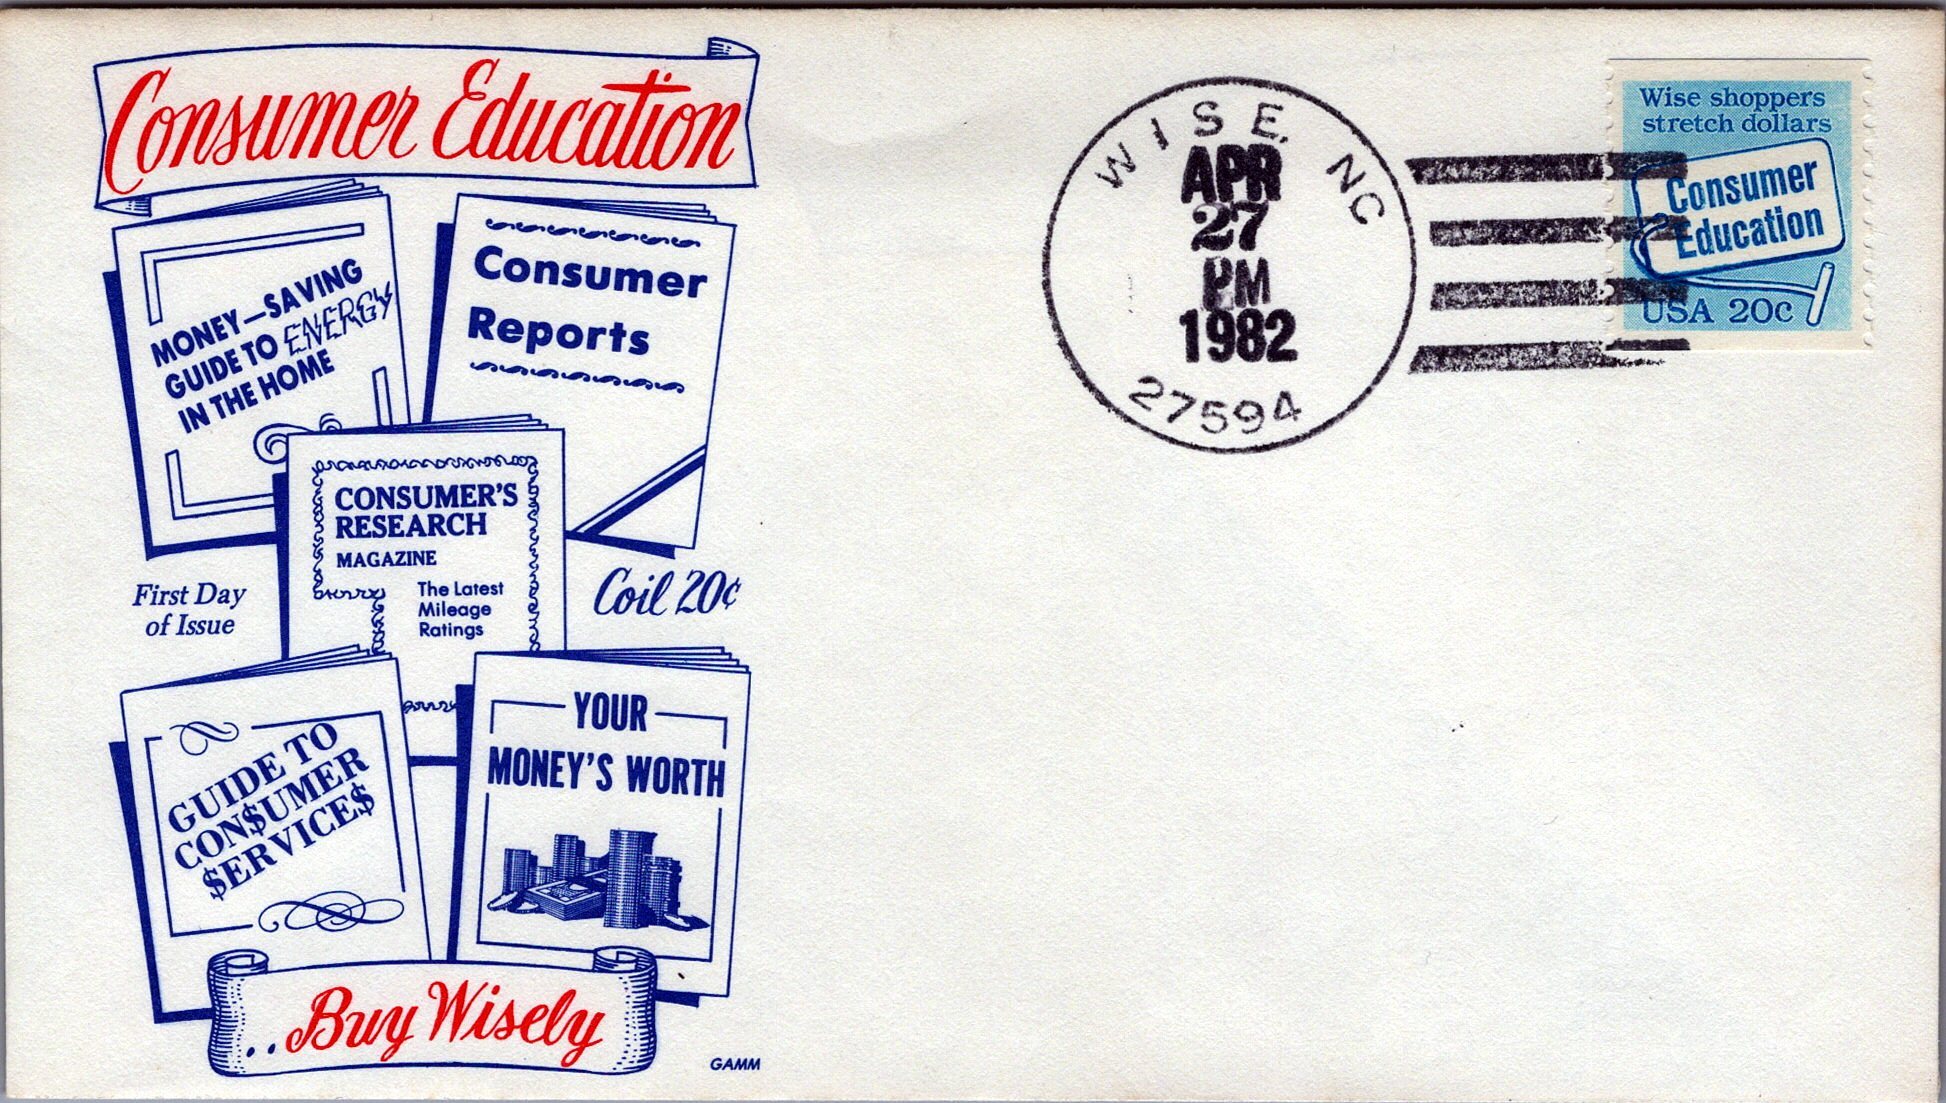 Consumer Education
MONEY—SAVING
GUIDE TO ENERGY
IN THE HOME
Consumer
Reports
CONSUMER'S
RESEARCH
MAGAZINE
The Latest
Mileage
Ratings
First Day
of Issue
Coil 20¢
GUIDE TO
CON$UMER
$ERVICE$
YOUR
MONEY'S WORTH
..Buy Wisely
GAMM
WISE, NC
APR
27
PM
1982
27594
Wise shoppers
stretch dollars
Consumer
Education
USA 20c